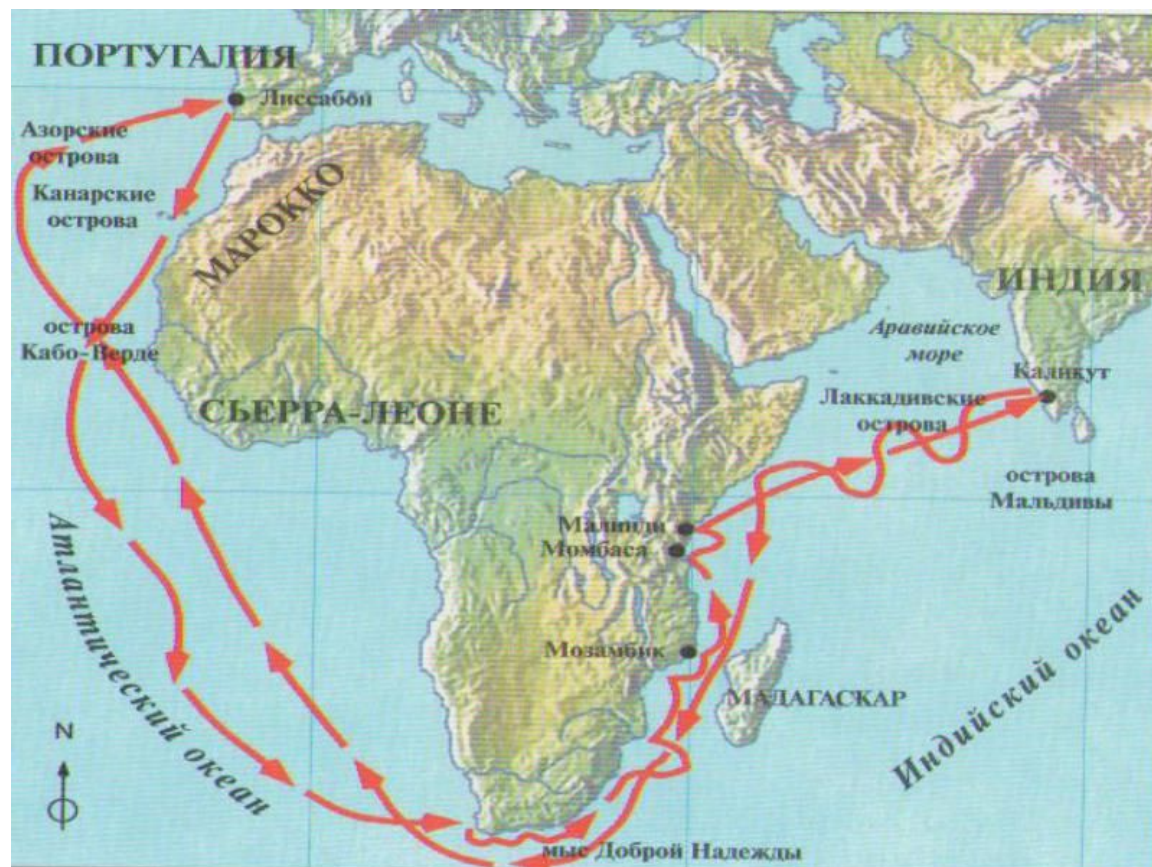 ПОРТУГАЛИЯ
Лиссабон
Азорские
острова
Канарские
острова
МАРОККО
ИНДИЯ
острова
Кабо-Верде
Аравийское
море
Каликут
Лаккадивские
острова
СЬЕРРА-ЛЕОНЕ
острова
Мальдивы
Малинди
Момбаса
Атлантический океан
Мозамбик
МАДАГАСКАР
Индийский океан
N
мыс Доброй Надежды